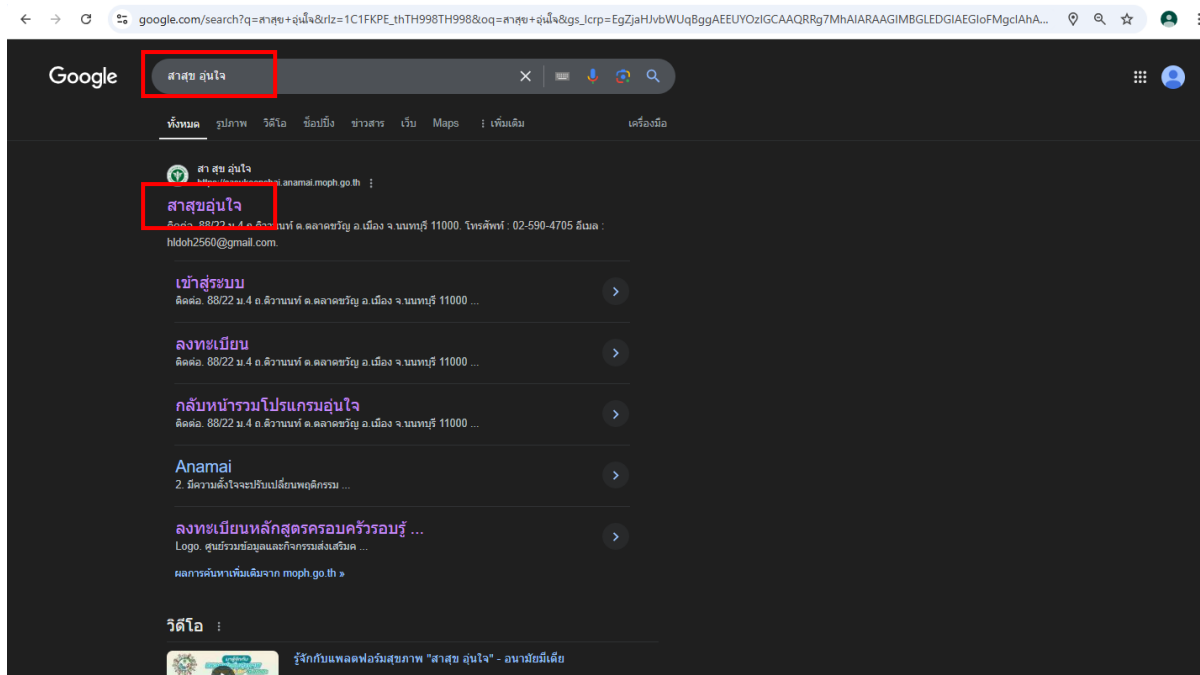 google.com/search?q=สาสุข+อุ่นใจ&rlz=1C1FKPE_thTH998TH998&oq=สาสุข+อุ่นใจ&gs_lcrp=EgZjaHJvbWUqBggAEEUYOzIGCAAQRRg7MhAIARAAGIMBGLEDGIAEGIoFMgcIAhA...
Google
สาสุข อุ่นใจ
ทั้งหมด รูปภาพ วิดีโอ ช็อปปิ้ง ข่าวสาร เว็บ Maps เพิ่มเติม เครื่องมือ
สา สุข อุ่นใจ
anamai.moph.go.th
สาสุขอุ่นใจ
ติดต่อ. 88/22 ม.4 ถ.ติวานนท์ ต.ตลาดขวัญ อ.เมือง จ.นนทบุรี 11000. โทรศัพท์ : 02-590-4705 อีเมล :
hldoh2560@gmail.com.
เข้าสู่ระบบ
ติดต่อ. 88/22 ม.4 ถ.ติวานนท์ ต.ตลาดขวัญ อ.เมือง จ.นนทบุรี 11000 ...
ลงทะเบียน
ติดต่อ. 88/22 ม.4 ถ.ติวานนท์ ต.ตลาดขวัญ อ.เมือง จ.นนทบุรี 11000 ...
กลับหน้ารวมโปรแกรมอุ่นใจ
ติดต่อ. 88/22 ม.4 ถ.ติวานนท์ ต.ตลาดขวัญ อ.เมือง จ.นนทบุรี 11000 ...
Anamai
2. มีความตั้งใจจะปรับเปลี่ยนพฤติกรรม ...
ลงทะเบียนหลักสูตรครอบครัวรอบรู้ ...
Logo. ศูนย์รวมข้อมูลและกิจกรรมส่งเสริมค ...
ผลการค้นหาเพิ่มเติมจาก moph.go.th »
วิดีโอ
รู้จักกับแพลตฟอร์มสุขภาพ "สาสุข อุ่นใจ" - อนามัยมีเดีย